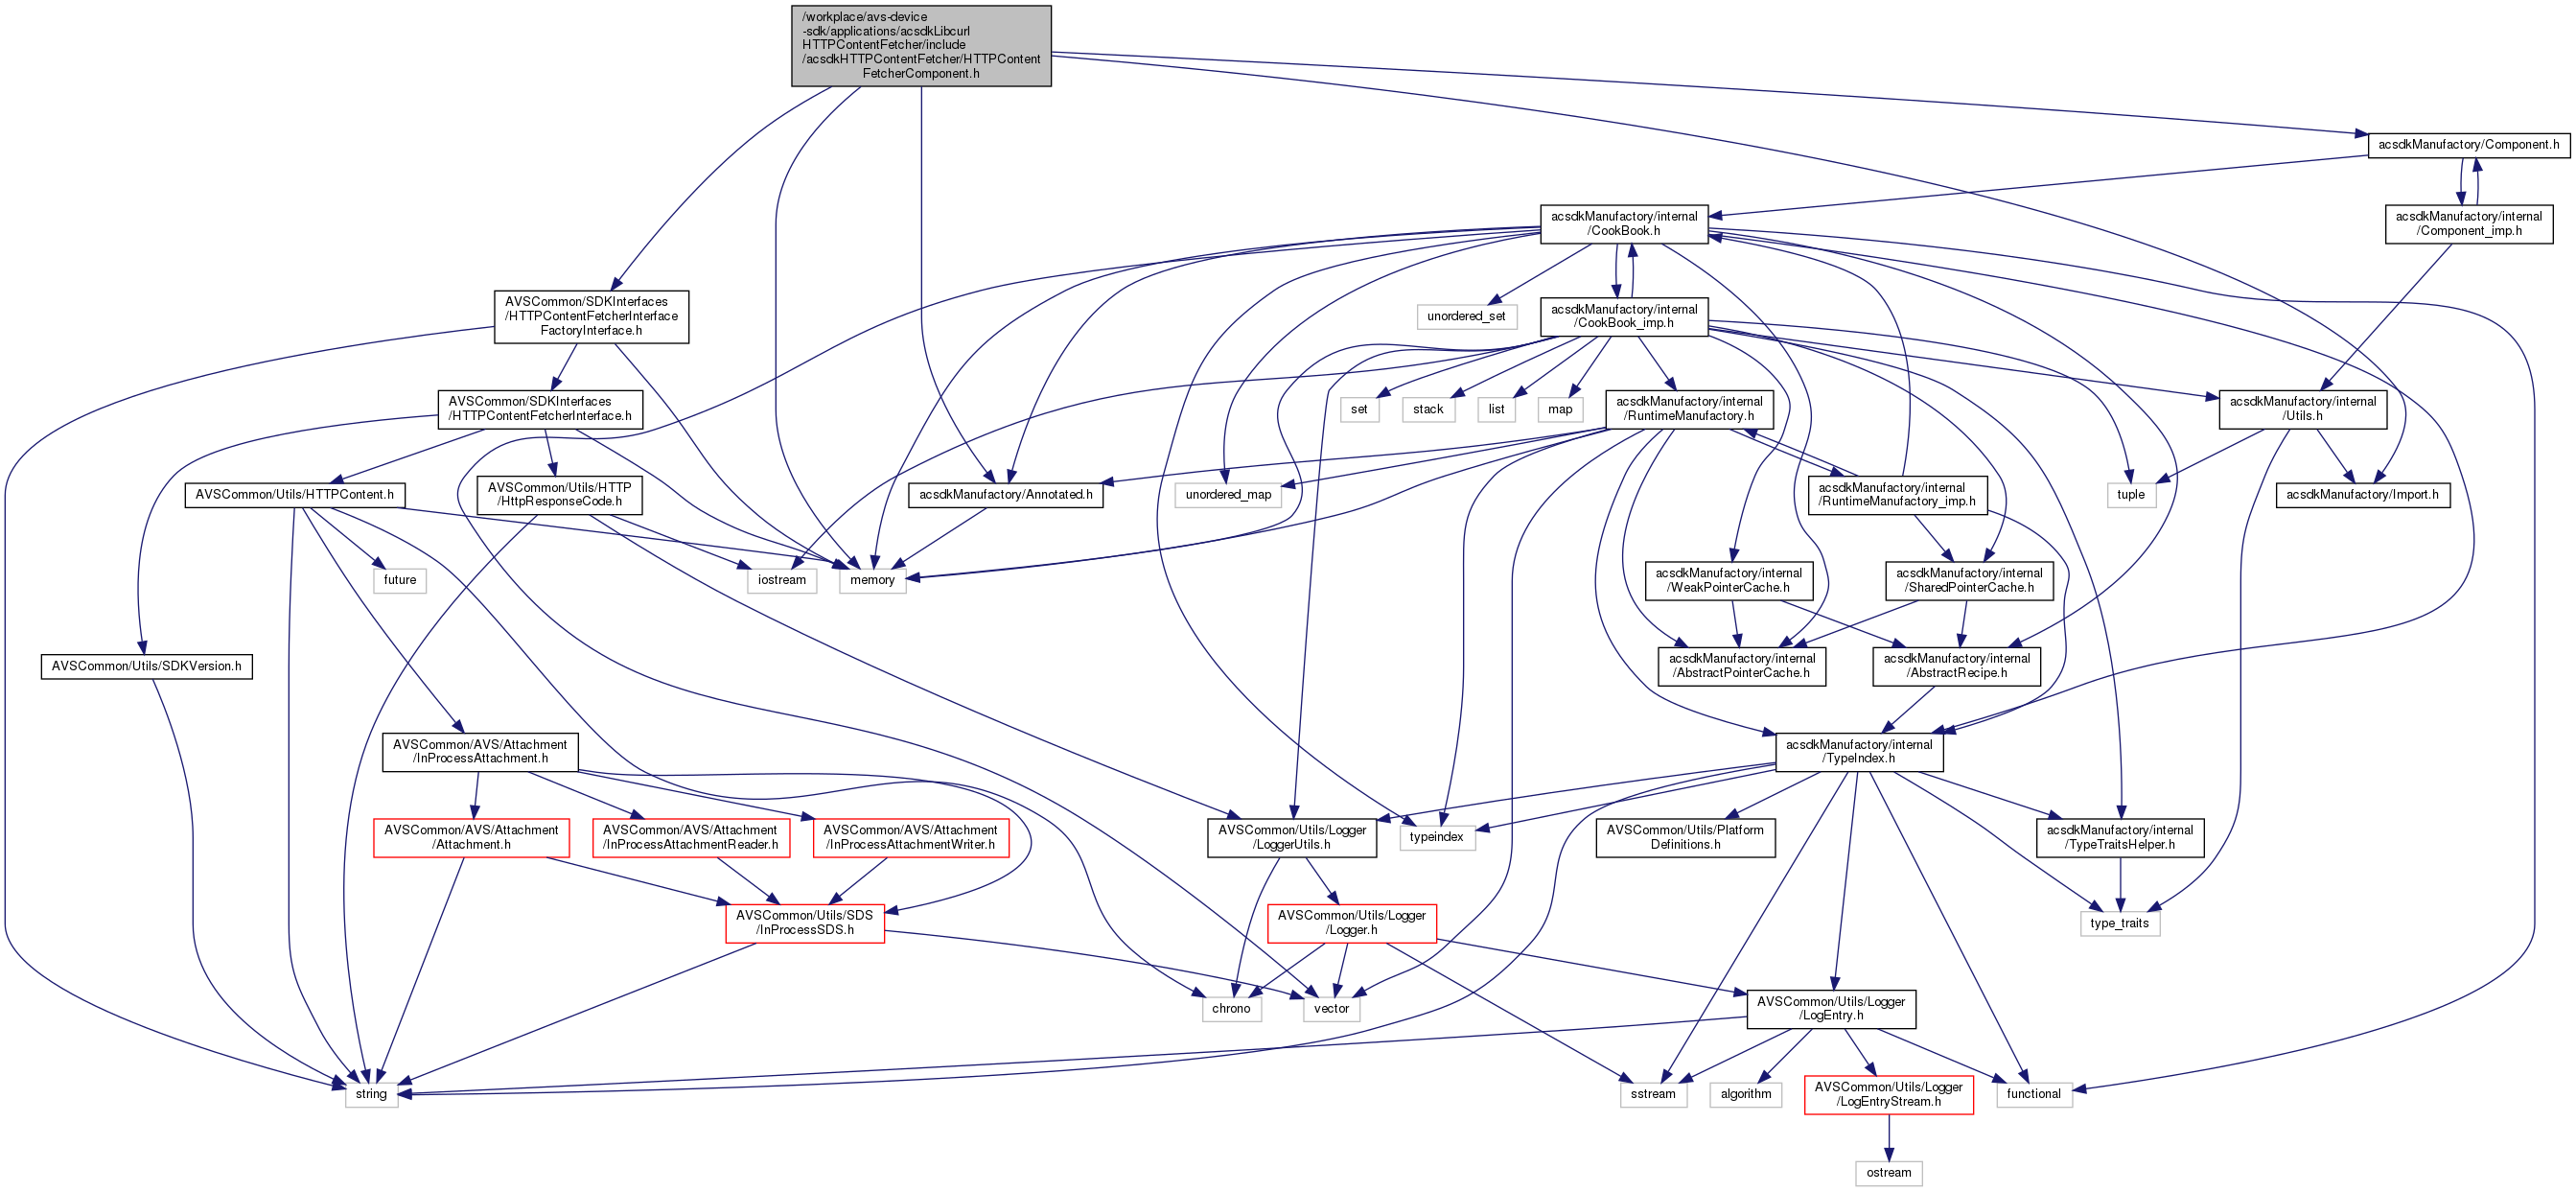 /workplace/avs-device
-sdk/applications/acsdkLibcurl
HTTPContentFetcher/include
/acsdkHTTPContentFetcher/HTTPContent
FetcherComponent.h
acsdkManufactory/Component.h
acsdkManufactory/internal
/CookBook.h
acsdkManufactory/internal
/Component_imp.h
AVSCommon/SDKInterfaces
/HTTPContentFetcherInterface
FactoryInterface.h
unordered_set
acsdkManufactory/internal
/CookBook_imp.h
AVSCommon/SDKInterfaces
/HTTPContentFetcherInterface.h
set
stack
list
map
acsdkManufactory/internal
/RuntimeManufactory.h
acsdkManufactory/internal
/Utils.h
AVSCommon/Utils/HTTPContent.h
AVSCommon/Utils/HTTP
/HttpResponseCode.h
acsdkManufactory/Annotated.h
unordered_map
acsdkManufactory/internal
/RuntimeManufactory_imp.h
tuple
acsdkManufactory/Import.h
future
iostream
memory
acsdkManufactory/internal
/WeakPointerCache.h
acsdkManufactory/internal
/SharedPointerCache.h
AVSCommon/Utils/SDKVersion.h
acsdkManufactory/internal
/AbstractPointerCache.h
acsdkManufactory/internal
/AbstractRecipe.h
AVSCommon/AVS/Attachment
/InProcessAttachment.h
acsdkManufactory/internal
/TypeIndex.h
AVSCommon/AVS/Attachment
/Attachment.h
AVSCommon/AVS/Attachment
/InProcessAttachmentReader.h
AVSCommon/AVS/Attachment
/InProcessAttachmentWriter.h
AVSCommon/Utils/Logger
/LoggerUtils.h
typeindex
AVSCommon/Utils/Platform
Definitions.h
acsdkManufactory/internal
/TypeTraitsHelper.h
AVSCommon/Utils/SDS
/InProcessSDS.h
AVSCommon/Utils/Logger
/Logger.h
type_traits
chrono
vector
AVSCommon/Utils/Logger
/LogEntry.h
string
sstream
algorithm
AVSCommon/Utils/Logger
/LogEntryStream.h
functional
ostream